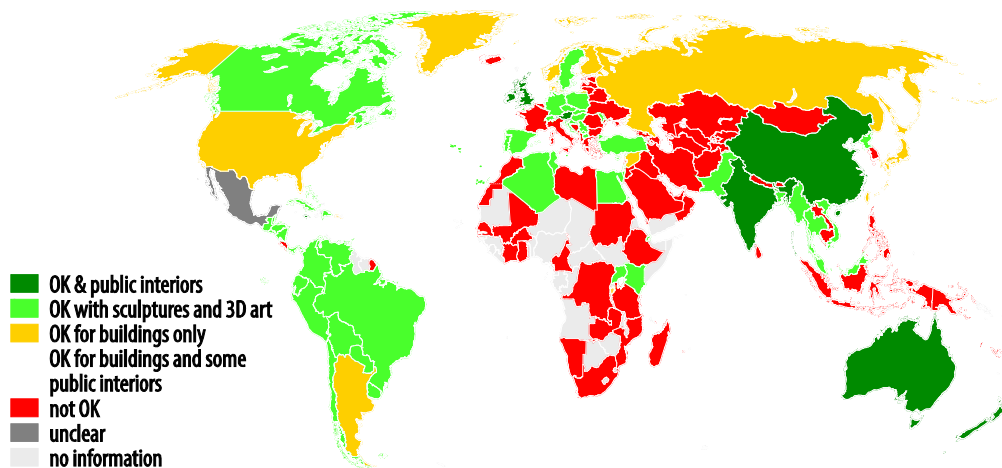 OK & public interiors
OK with sculptures and 3D art
OK for buildings only
OK for buildings and some
public interiors
not OK
unclear
no information